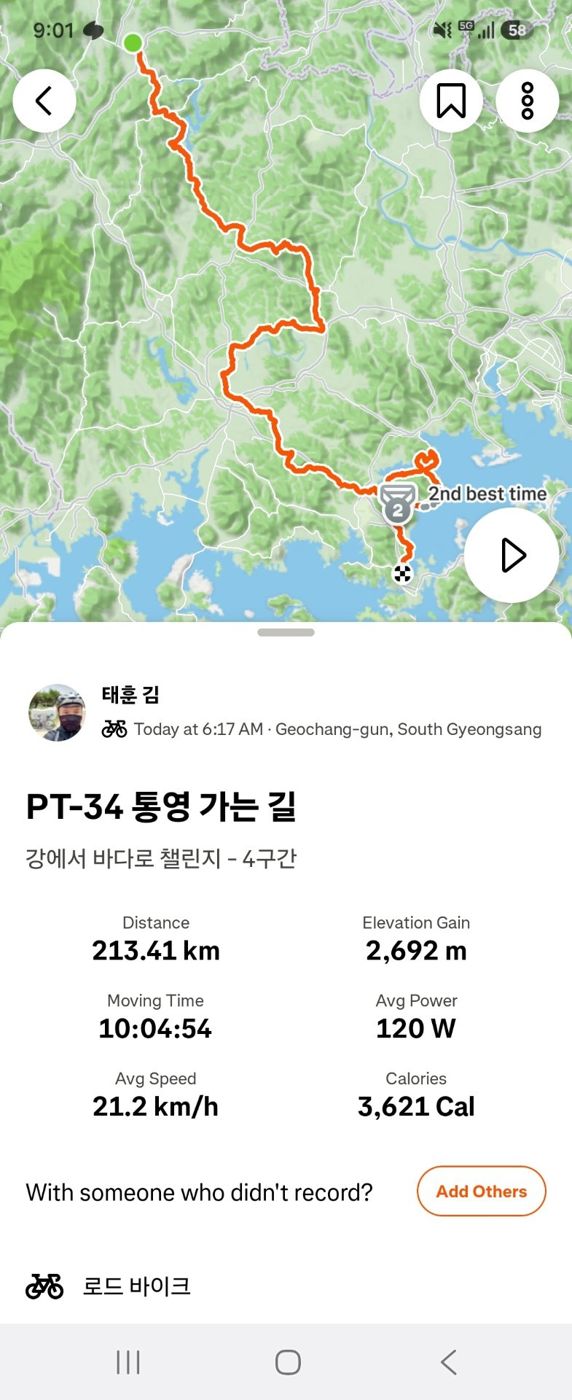 9:01
5G
58
2nd best time
2
태훈 김
Today at 6:17 AM · Geochang-gun, South Gyeongsang
PT-34 통영 가는 길
강에서 바다로 챌린지 - 4구간
Distance
Elevation Gain
213.41 km
2,692 m
Moving Time
Avg Power
10:04:54
120 W
Avg Speed
Calories
21.2 km/h
3,621 Cal
With someone who didn't record?
Add Others
로드 바이크